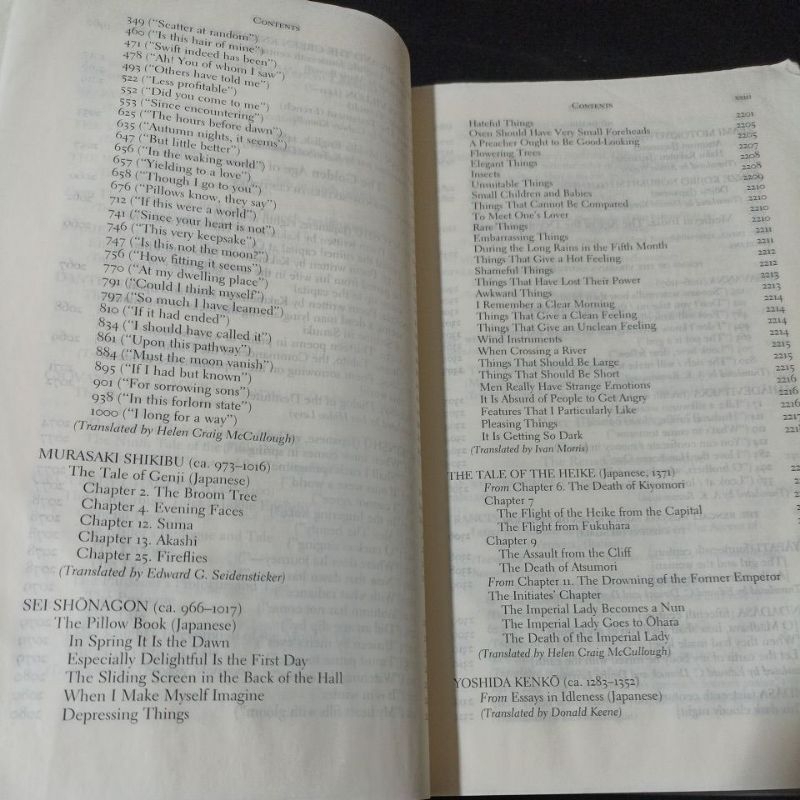 CONTENTS
349 ("Scatter at random")
460 ("Is this hair of mine")
471 ("Swift indeed has been")
478 ("Ah! You of whom I saw")
493 ("Others have told me")
522 ("Less profitable")
552 ("Did you come to me")
553 ("Since encountering")
625 ("The hours before dawn")
635 ("Autumn nights, it seems")
647 ("But little better")
656 ("In the waking world")
657 ("Yielding to a love")
658 ("Though I go to you")
676 ("Pillows know, they say")
712 ("If this were a world")
741 ("Since your heart is not")
746 ("This very keepsake")
747 ("Is this not the moon?")
756 ("How fitting it seems")
770 ("At my dwelling place")
791 ("Could I think myself")
797 ("So much I have learned")
810 ("If it had ended")
834 ("I should have called it")
861 ("Upon this pathway")
884 ("Must the moon vanish")
895 ("If I had but known")
901 ("For sorrowing sons")
938 ("In this forlorn state")
1000 ("I long for a way")
(Translated by Helen Craig McCullough)
MURASAKI SHIKIBU (ca. 973–1016)
The Tale of Genji (Japanese)
Chapter 2. The Broom Tree
Chapter 4. Evening Faces
Chapter 12. Suma
Chapter 13. Akashi
Chapter 25. Fireflies
(Translated by Edward G. Seidensticker)
SEI SHŌNAGON (ca. 966–1017)
The Pillow Book (Japanese)
In Spring It Is the Dawn
Especially Delightful Is the First Day
The Sliding Screen in the Back of the Hall
When I Make Myself Imagine
Depressing Things
CONTENTS
Hateful Things 2201
Oxen Should Have Very Small Foreheads 2205
A Preacher Ought to Be Good-Looking 2205
Flowering Trees 2207
Elegant Things 2208
Insects 2208
Unsuitable Things 2209
Small Children and Babies 2210
Things That Cannot Be Compared 2210
To Meet One's Lover 2210
Rare Things 2210
Embarrassing Things 2211
During the Long Rains in the Fifth Month 2211
Things That Give a Hot Feeling 2212
Shameful Things 2212
Things That Have Lost Their Power 2213
Awkward Things 2213
I Remember a Clear Morning 2214
Things That Give a Clean Feeling 2214
Things That Give an Unclean Feeling 2214
Wind Instruments 2215
When Crossing a River 2215
Things That Should Be Large 2215
Things That Should Be Short 2215
Men Really Have Strange Emotions 2216
It Is Absurd of People to Get Angry 2216
Features That I Particularly Like
Pleasing Things
It Is Getting So Dark
(Translated by Ivan Morris)
THE TALE OF THE HEIKE (Japanese, 1371)
From Chapter 6. The Death of Kiyomori
Chapter 7
The Flight of the Heike from the Capital
The Flight from Fukuhara
Chapter 9
The Assault from the Cliff
The Death of Atsumori
From Chapter 11. The Drowning of the Former Emperor
The Initiates' Chapter
The Imperial Lady Becomes a Nun
The Imperial Lady Goes to Ōhara
The Death of the Imperial Lady
(Translated by Helen Craig McCullough)
YOSHIDA KENKŌ (ca. 1283–1352)
From Essays in Idleness (Japanese)
(Translated by Donald Keene)